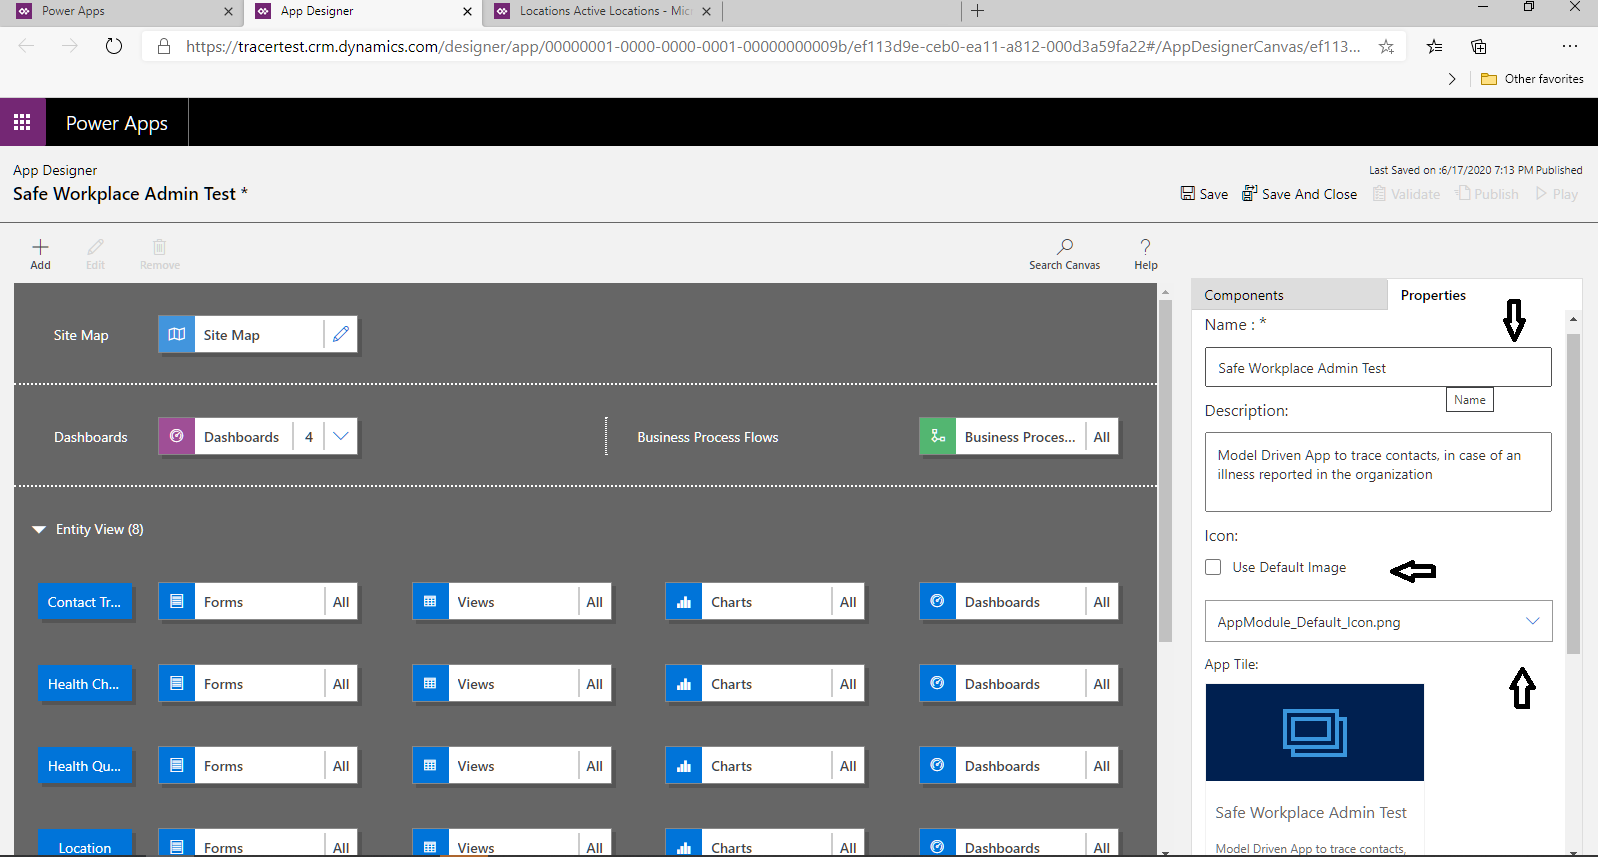 Power Apps
App Designer
Locations Active Locations - Mic
https://tracertest.crm.dynamics.com/designer/app/00000001-0000-0000-0001-00000000009b/ef113d9e-ceb0-ea11-a812-000d3a59fa22#/AppDesignerCanvas/ef113...
Other favorites
Power Apps
App Designer
Safe Workplace Admin Test *
Last Saved on :6/17/2020 7:13 PM Published
Save Save And Close Validate Publish Play
Add Edit Remove
Search Canvas Help
Site Map Site Map
Dashboards Dashboards 4 Business Process Flows Business Proces... All
Entity View (8)
Contact Tr... Forms All Views All Charts All Dashboards All
Health Ch... Forms All Views All Charts All Dashboards All
Health Qu... Forms All Views All Charts All Dashboards All
Location Forms All Views All Charts All Dashboards All
Components Properties
Name : *
Safe Workplace Admin Test
Name
Description:
Model Driven App to trace contacts, in case of an
illness reported in the organization
Icon:
Use Default Image
AppModule_Default_Icon.png
App Tile:
Safe Workplace Admin Test
Model Driven App to trace contacts,